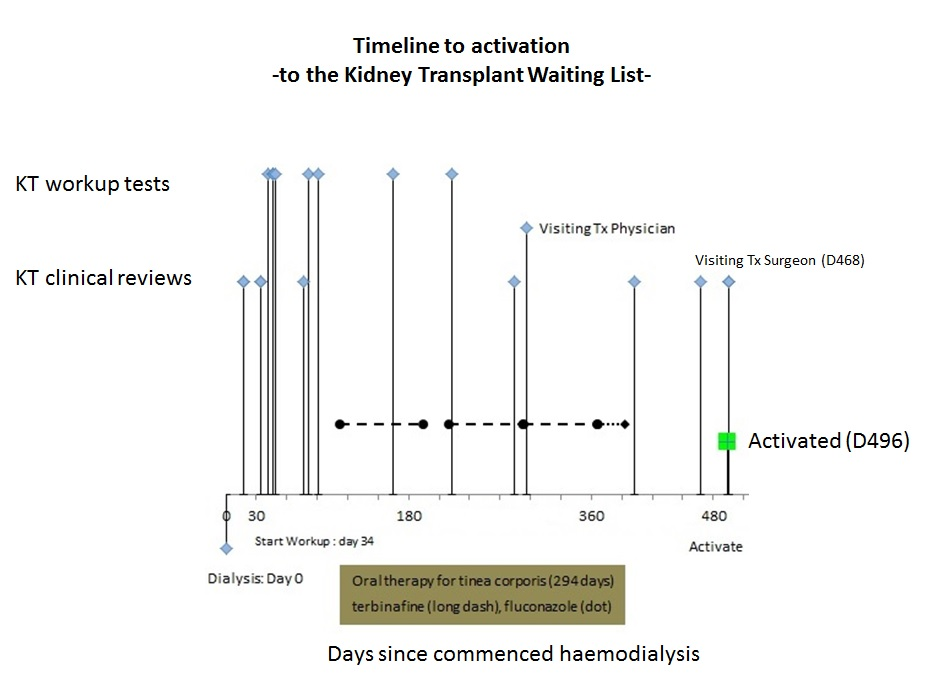 Timeline to activation
-to the Kidney Transplant Waiting List-
KT workup tests
Visiting Tx Physician
Visiting Tx Surgeon (D468)
KT clinical reviews
Activated (D496)
0 30 180 360 480
Start Workup : day 34
Activate
Dialysis: Day 0
Oral therapy for tinea corporis (294 days)
terbinafine (long dash), fluconazole (dot)
Days since commenced haemodialysis